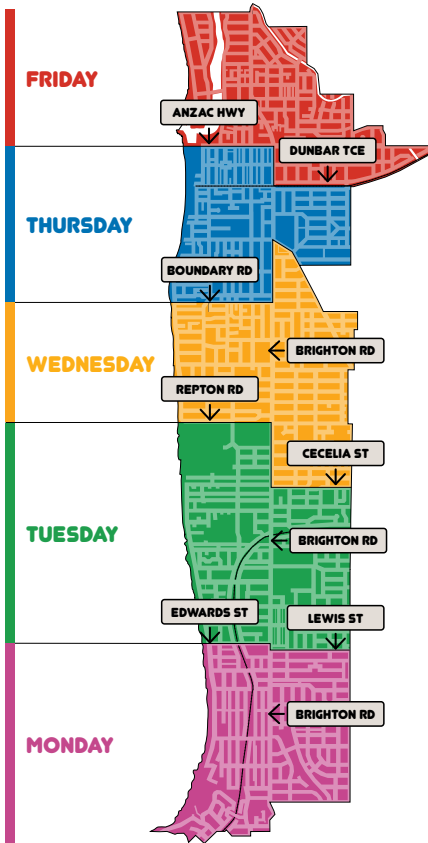 FRIDAY
ANZAC HWY
DUNBAR TCE
THURSDAY
BOUNDARY RD
WEDNESDAY
BRIGHTON RD
REPTON RD
CECELIA ST
TUESDAY
BRIGHTON RD
EDWARDS ST
LEWIS ST
BRIGHTON RD
MONDAY